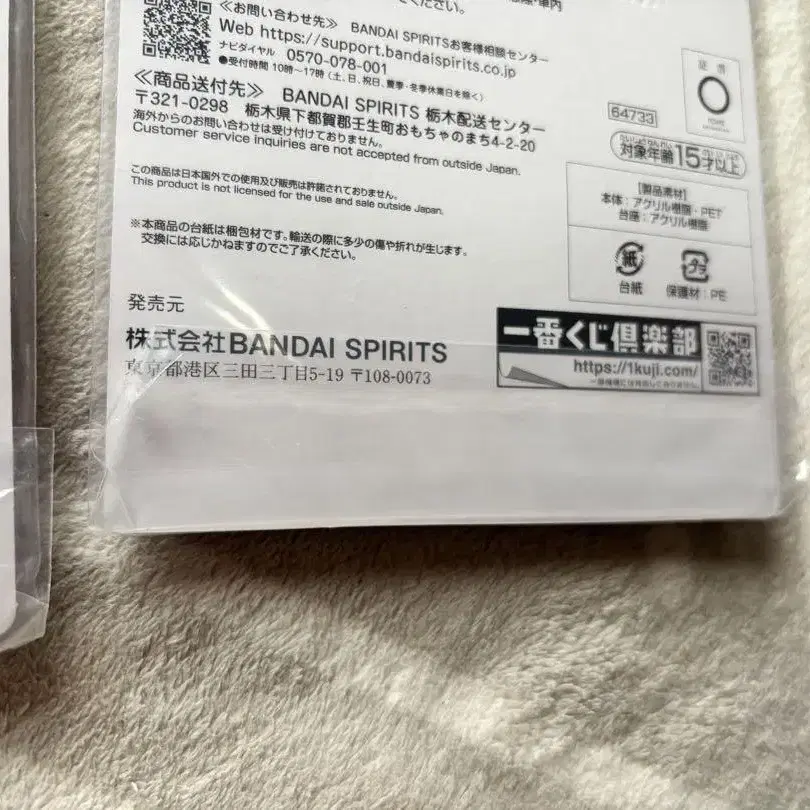 ください。
≪お問い合わせ先≫ BANDAI SPIRITSお客様相談センター
Web https://support.bandaispirits.co.jp
ナビダイヤル 0570-078-001
●受付時間 10時～17時(土、日、祝日、夏季・冬季休業日を除く)
≪商品送付先≫ BANDAI SPIRITS 栃木配送センター
〒321-0298 栃木県下都賀郡壬生町おもちゃのまち4-2-20
海外からのお問い合わせは受け付けておりません。
Customer service inquiries are not accepted from outside Japan.
この商品は日本国外での使用及び販売は許諾されておりません。
This product is not licensed for the use and sale outside Japan.
※本商品の台紙は梱包材です。輸送の際に多少の傷や折れが生じます。
交換には応じかねますのでご了承ください。
発売元
株式会社BANDAI SPIRITS
東京都港区三田三丁目5-19 〒108-0073
証 書
64733
対象年齢15才以上
[製品素材]
本体：アクリル樹脂・PET
台座：アクリル樹脂
紙
台紙
プラ
保護材：PE
一番くじ倶楽部
https://1kuji.com/